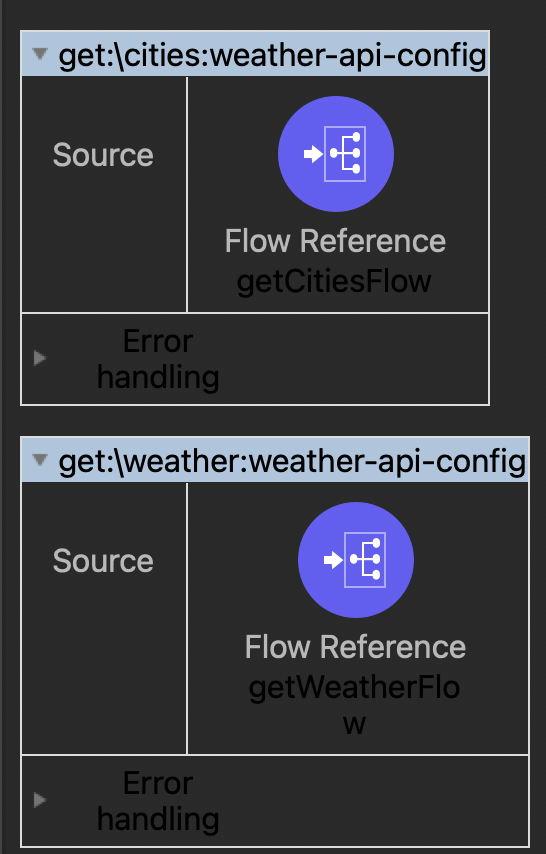 get:\cities:weather-api-config
Source
Flow Reference
getCitiesFlow
Error
handling
get:\weather:weather-api-config
Source
Flow Reference
getWeatherFlo
w
Error
handling